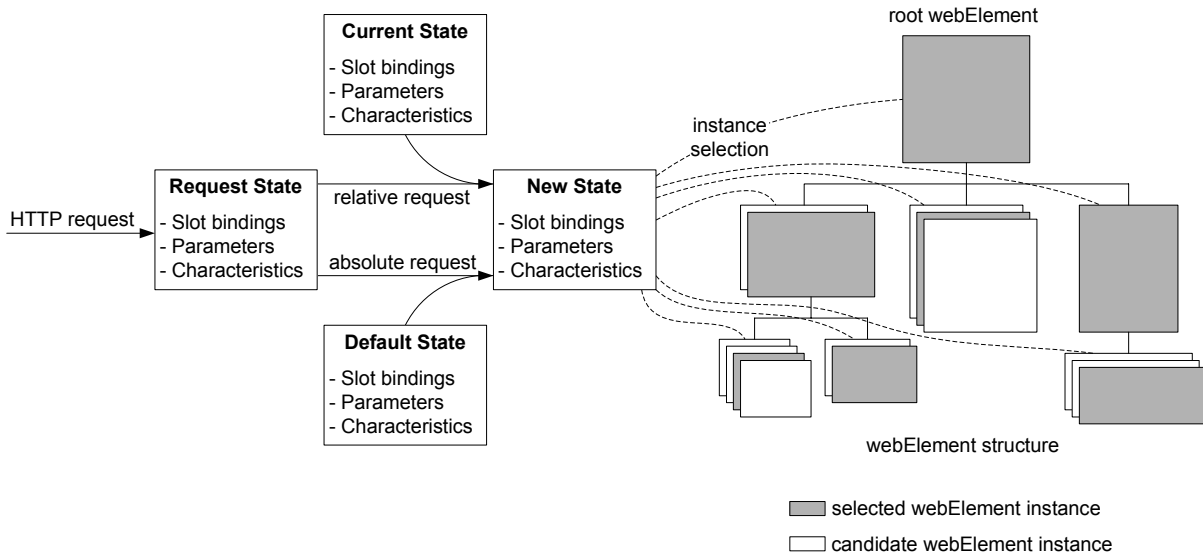 HTTP request
Request State
- Slot bindings
- Parameters
- Characteristics
Current State
- Slot bindings
- Parameters
- Characteristics
relative request
absolute request
Default State
- Slot bindings
- Parameters
- Characteristics
New State
- Slot bindings
- Parameters
- Characteristics
instance
selection
root webElement
webElement structure
selected webElement instance
candidate webElement instance